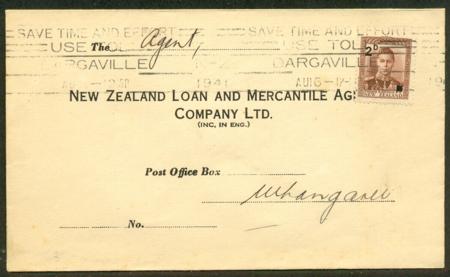 SAVE TIME AND EFFORT SAVE TIME AND EFFORT
USE TOLL USE TOLL
DARGAVILLE N.Z. DARGAVILLE
1941 AUG
The Agent,
2D
NEW ZEALAND
NEW ZEALAND LOAN AND MERCANTILE AG
COMPANY LTD.
(INC. IN ENG.)
Post Office Box
Whangarei
No.